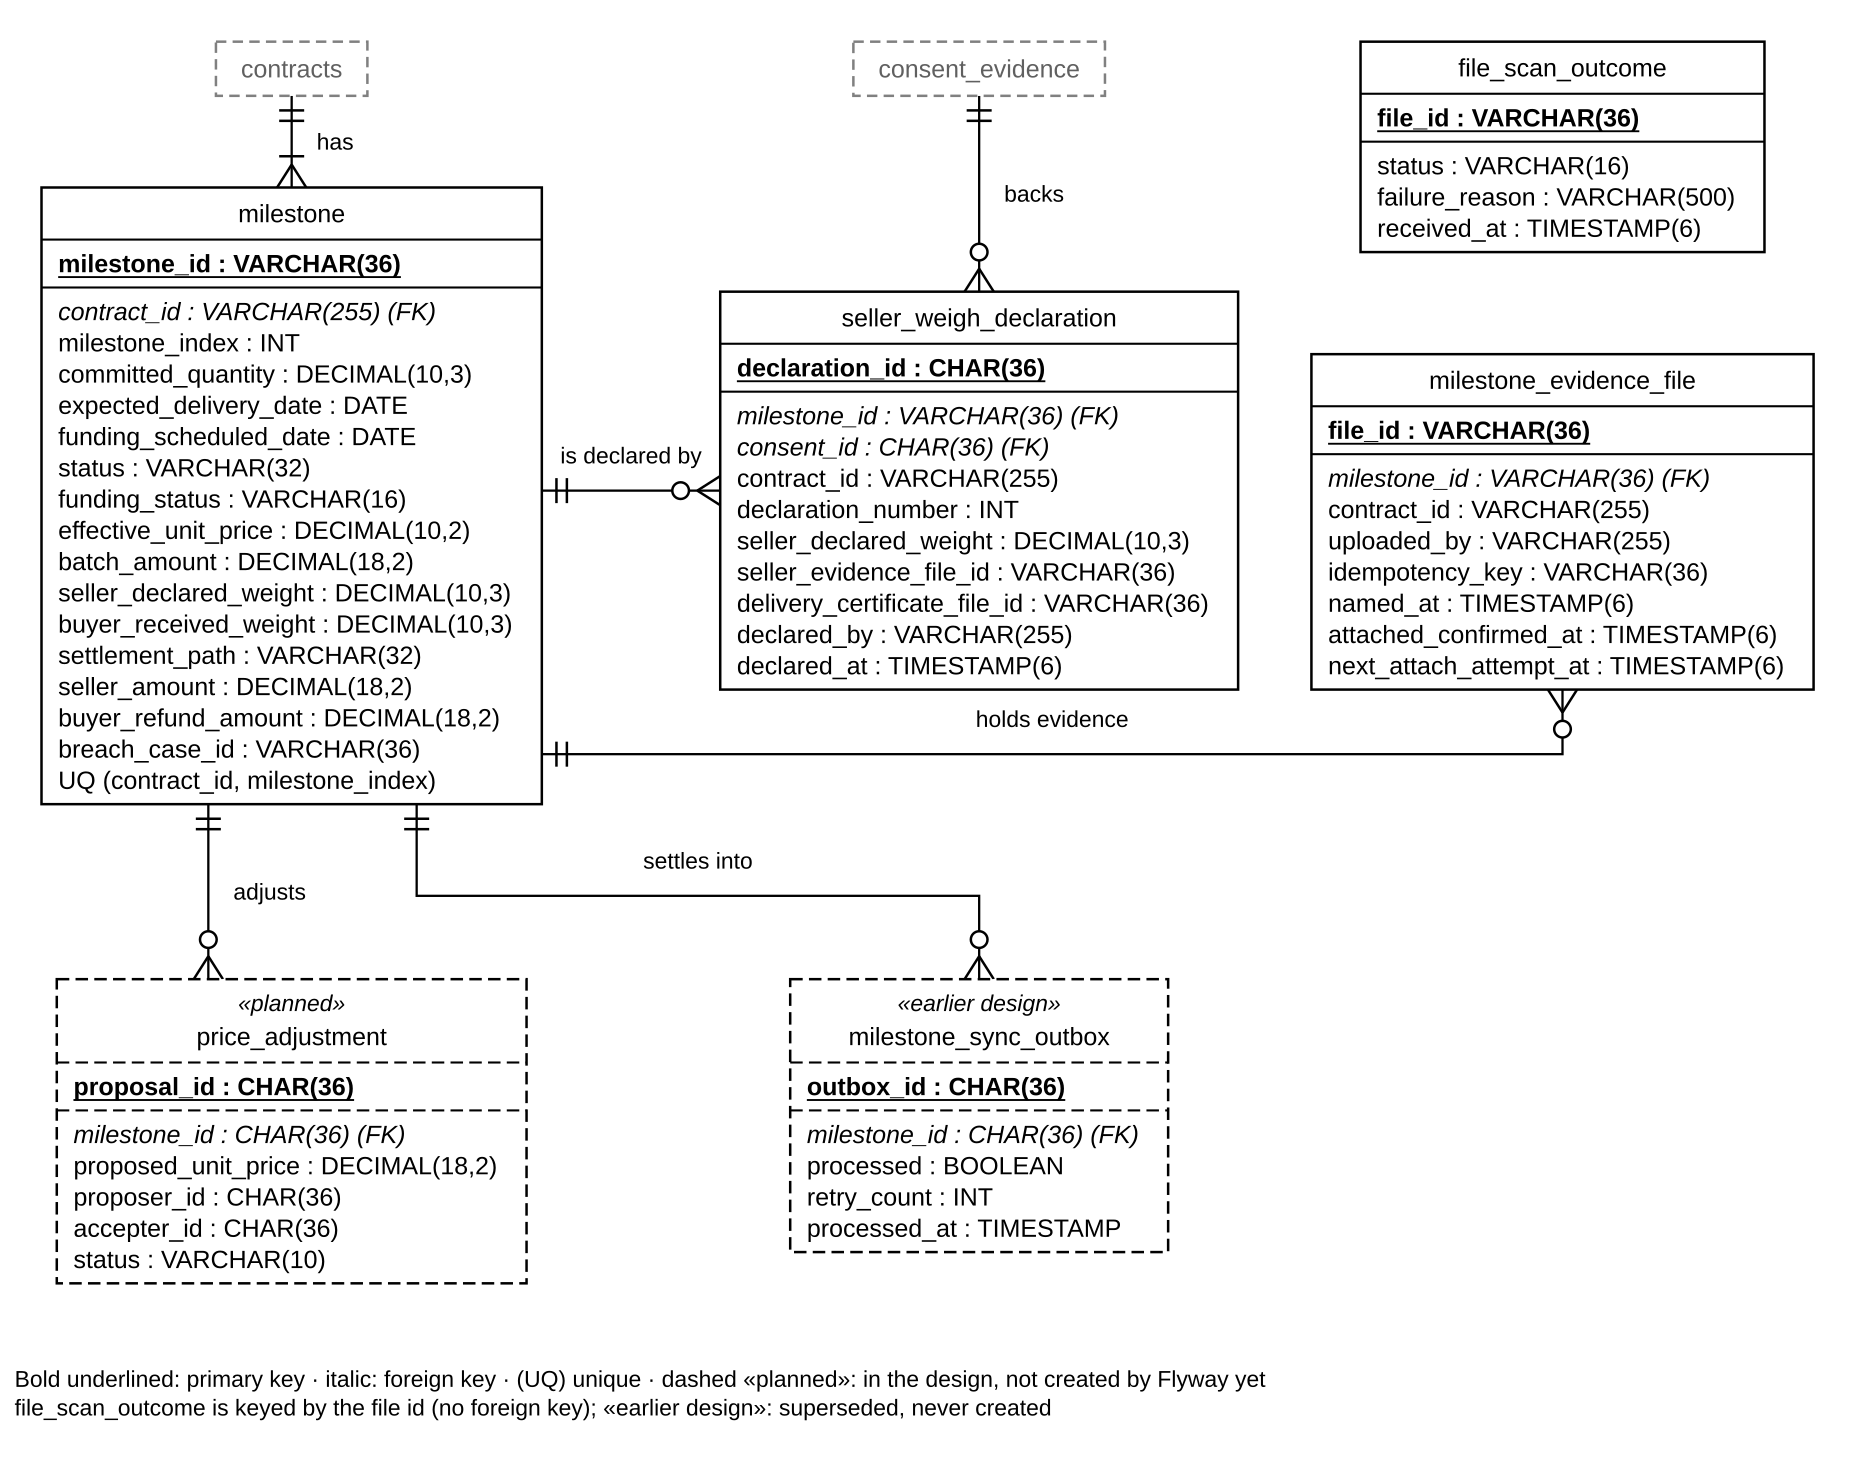 contracts
has
consent_evidence
backs
file_scan_outcome
file_id : VARCHAR(36)
status : VARCHAR(16)
failure_reason : VARCHAR(500)
received_at : TIMESTAMP(6)
milestone
milestone_id : VARCHAR(36)
contract_id : VARCHAR(255) (FK)
milestone_index : INT
committed_quantity : DECIMAL(10,3)
expected_delivery_date : DATE
funding_scheduled_date : DATE
status : VARCHAR(32)
funding_status : VARCHAR(16)
effective_unit_price : DECIMAL(10,2)
batch_amount : DECIMAL(18,2)
seller_declared_weight : DECIMAL(10,3)
buyer_received_weight : DECIMAL(10,3)
settlement_path : VARCHAR(32)
seller_amount : DECIMAL(18,2)
buyer_refund_amount : DECIMAL(18,2)
breach_case_id : VARCHAR(36)
UQ (contract_id, milestone_index)
is declared by
seller_weigh_declaration
declaration_id : CHAR(36)
milestone_id : VARCHAR(36) (FK)
consent_id : CHAR(36) (FK)
contract_id : VARCHAR(255)
declaration_number : INT
seller_declared_weight : DECIMAL(10,3)
seller_evidence_file_id : VARCHAR(36)
delivery_certificate_file_id : VARCHAR(36)
declared_by : VARCHAR(255)
declared_at : TIMESTAMP(6)
milestone_evidence_file
file_id : VARCHAR(36)
milestone_id : VARCHAR(36) (FK)
contract_id : VARCHAR(255)
uploaded_by : VARCHAR(255)
idempotency_key : VARCHAR(36)
named_at : TIMESTAMP(6)
attached_confirmed_at : TIMESTAMP(6)
next_attach_attempt_at : TIMESTAMP(6)
holds evidence
settles into
adjusts
«planned»
price_adjustment
proposal_id : CHAR(36)
milestone_id : CHAR(36) (FK)
proposed_unit_price : DECIMAL(18,2)
proposer_id : CHAR(36)
accepter_id : CHAR(36)
status : VARCHAR(10)
«earlier design»
milestone_sync_outbox
outbox_id : CHAR(36)
milestone_id : CHAR(36) (FK)
processed : BOOLEAN
retry_count : INT
processed_at : TIMESTAMP
Bold underlined: primary key · italic: foreign key · (UQ) unique · dashed «planned»: in the design, not created by Flyway yet
file_scan_outcome is keyed by the file id (no foreign key); «earlier design»: superseded, never created